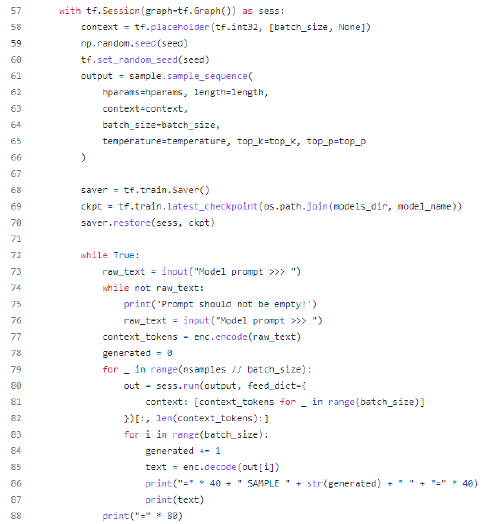 57 with tf.Session(graph=tf.Graph()) as sess:
58 context = tf.placeholder(tf.int32, [batch_size, None])
59 np.random.seed(seed)
60 tf.set_random_seed(seed)
61 output = sample.sample_sequence(
62 hparams=hparams, length=length,
63 context=context,
64 batch_size=batch_size,
65 temperature=temperature, top_k=top_k, top_p=top_p
66 )
67
68 saver = tf.train.Saver()
69 ckpt = tf.train.latest_checkpoint(os.path.join(models_dir, model_name))
70 saver.restore(sess, ckpt)
71
72 while True:
73 raw_text = input("Model prompt >>> ")
74 while not raw_text:
75 print('Prompt should not be empty!')
76 raw_text = input("Model prompt >>> ")
77 context_tokens = enc.encode(raw_text)
78 generated = 0
79 for _ in range(nsamples // batch_size):
80 out = sess.run(output, feed_dict={
81 context: [context_tokens for _ in range(batch_size)]
82 })[:, len(context_tokens):]
83 for i in range(batch_size):
84 generated += 1
85 text = enc.decode(out[i])
86 print("=" * 40 + " SAMPLE " + str(generated) + " " + "=" * 40)
87 print(text)
88 print("=" * 80)